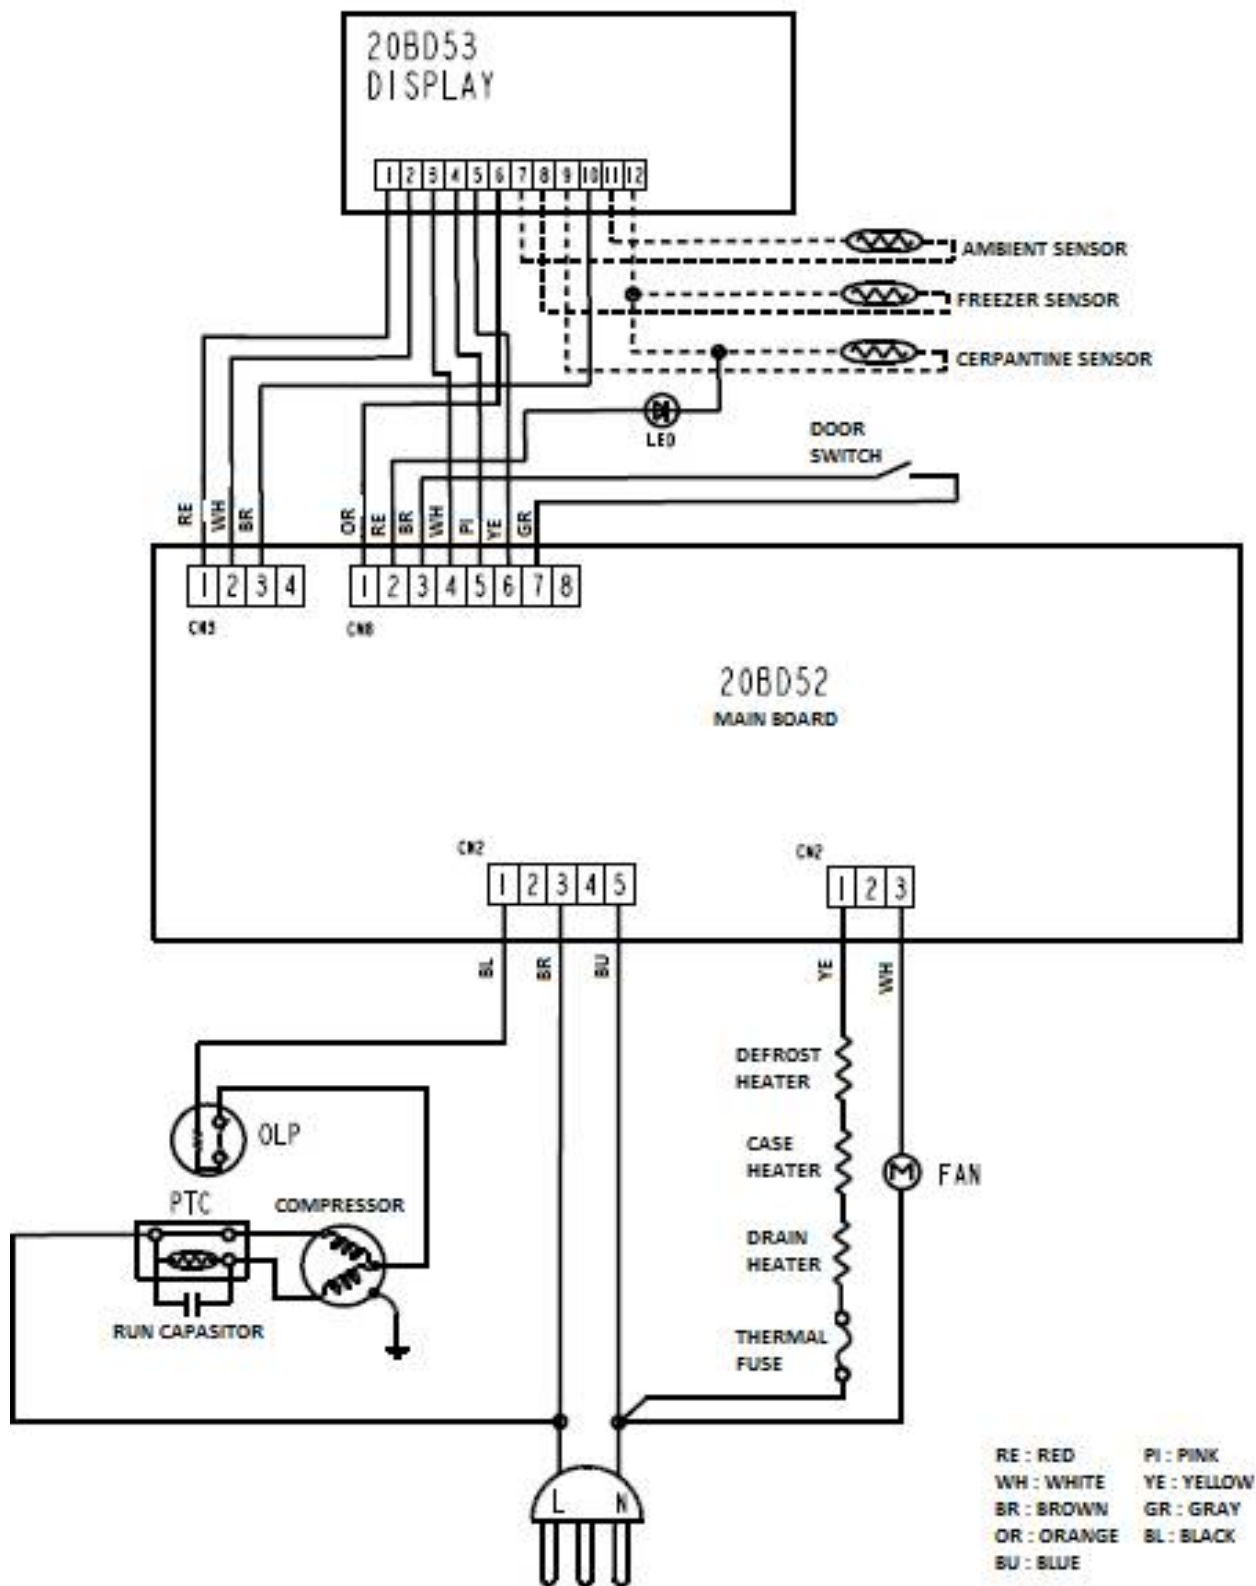 20BD53
DISPLAY
1 2 3 4 5 6 7 8 9 10 11 12
AMBIENT SENSOR
FREEZER SENSOR
CERPANTINE SENSOR
LED
DOOR
SWITCH
RE WH BR OR RE BR WH PI YE GR
1 2 3 4 1 2 3 4 5 6 7 8
CN8
20BD52
MAIN BOARD
CN2 CN2
1 2 3 4 5 1 2 3
BL BR BU YE WH
DEFROST
HEATER
OLP
CASE
HEATER
M FAN
PTC COMPRESSOR
DRAIN
HEATER
RUN CAPASITOR
THERMAL
FUSE
L N
RE : RED PI : PINK
WH : WHITE YE : YELLOW
BR : BROWN GR : GRAY
OR : ORANGE BL : BLACK
BU : BLUE